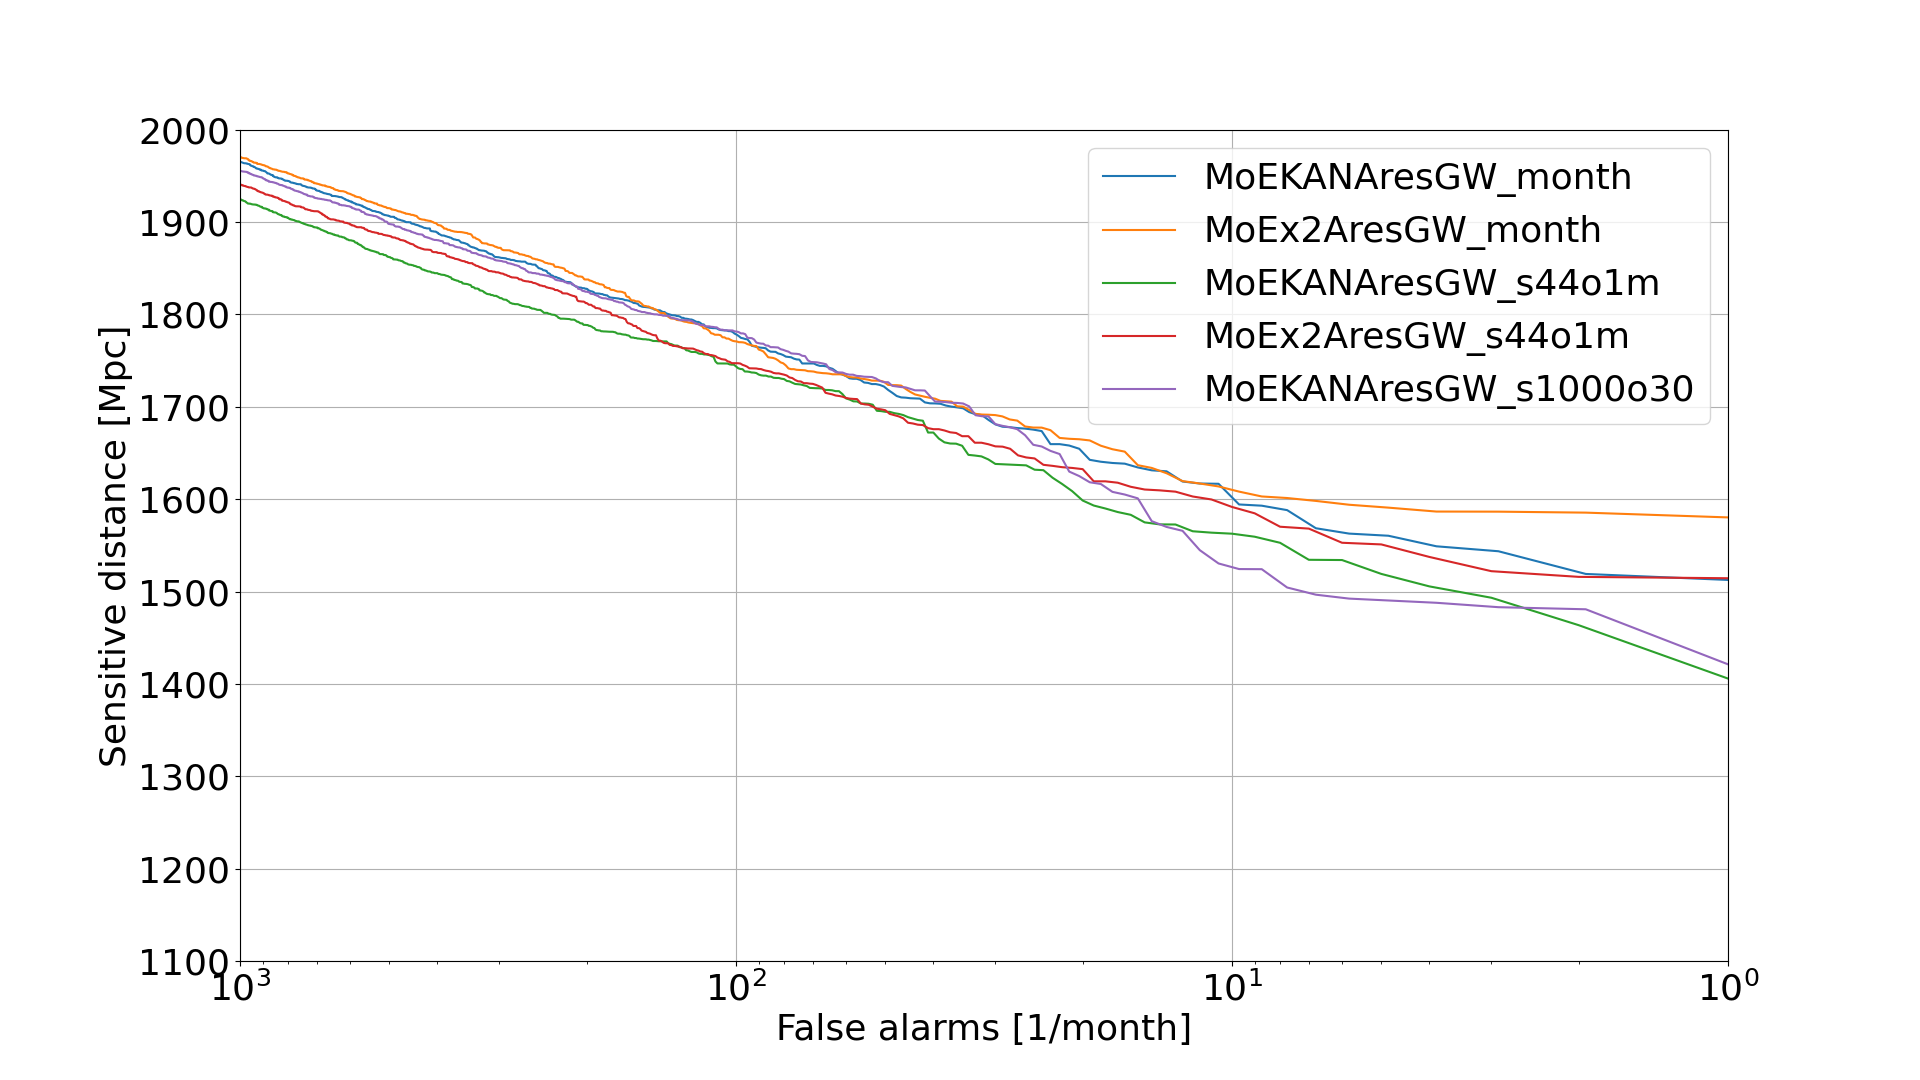 2000
1900
1800
1700
1600
1500
1400
1300
1200
1100
Sensitive distance [Mpc]
MoEKANAresGW_month
MoEx2AresGW_month
MoEKANAresGW_s44o1m
MoEx2AresGW_s44o1m
MoEKANAresGW_s1000o30
10³ 10² 10¹ 10⁰
False alarms [1/month]